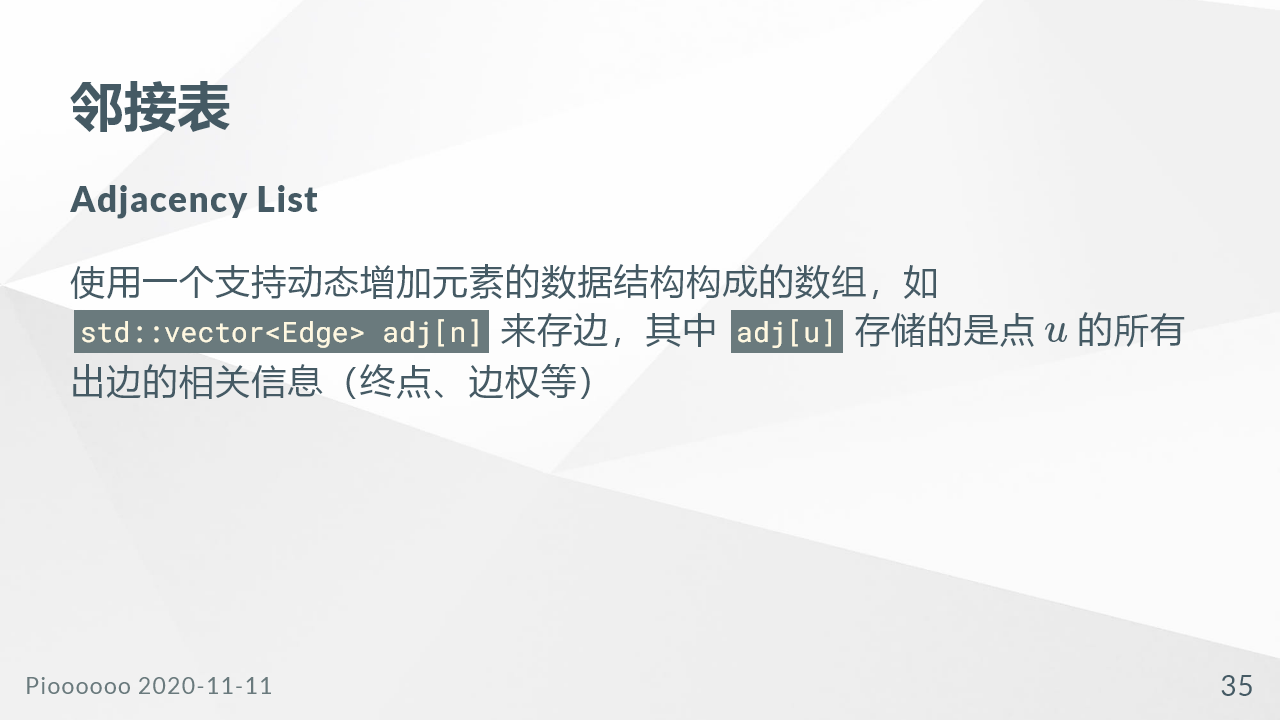 邻接表
Adjacency List
使用一个支持动态增加元素的数据结构构成的数组，如
std::vector<Edge> adj[n] 来存边，其中 adj[u] 存储的是点 u 的所有
出边的相关信息（终点、边权等）
Pioooooo 2020-11-11
35